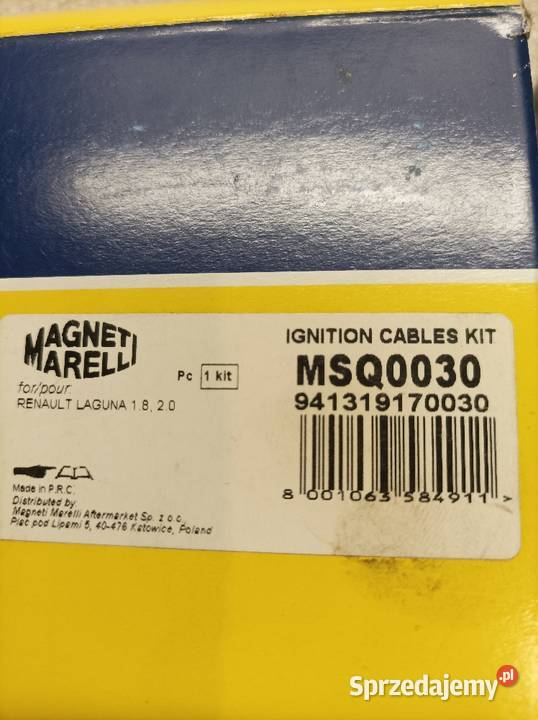 MAGNETI
MARELLI
for/pour:
RENAULT LAGUNA 1.8, 2.0
Pc 1 kit
IGNITION CABLES KIT
MSQ0030
941319170030
8 001063 584911 >
Made in P.R.C.
Distributed by:
Magneti Marelli Aftermarket Sp. z o.o.
Plac pod Lipami 5, 40-476 Katowice, Poland
Sprzedajemy.pl